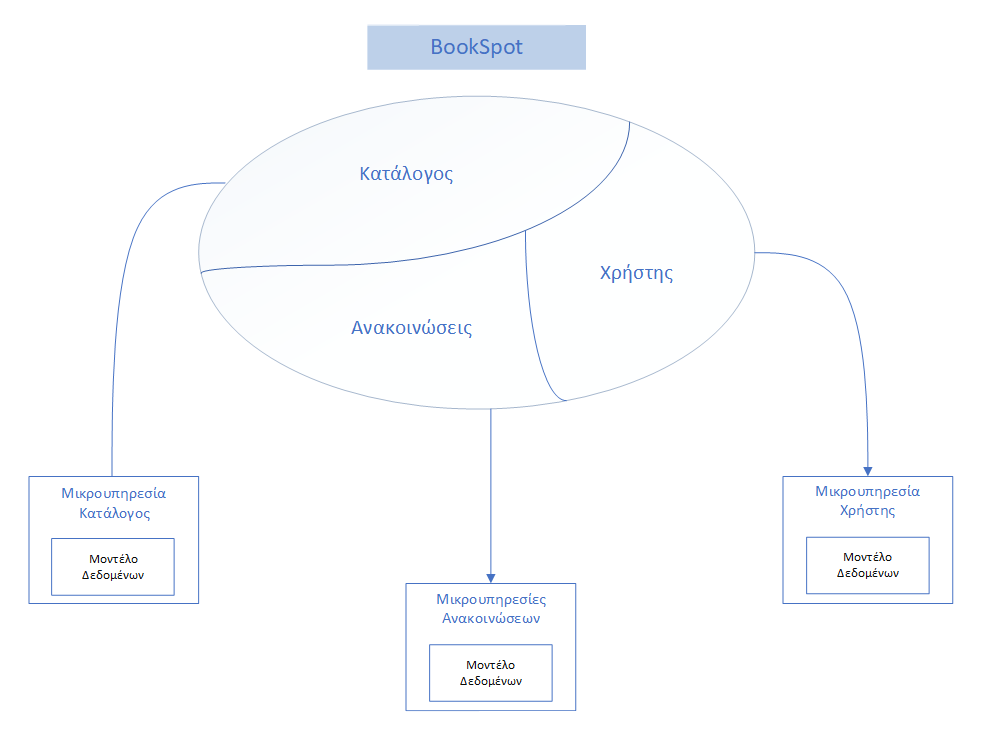 BookSpot
Κατάλογος
Χρήστης
Ανακοινώσεις
Μικρουπηρεσία
Κατάλογος
Μοντέλο
Δεδομένων
Μικρουπηρεσίες
Ανακοινώσεων
Μοντέλο
Δεδομένων
Μικρουπηρεσία
Χρήστης
Μοντέλο
Δεδομένων